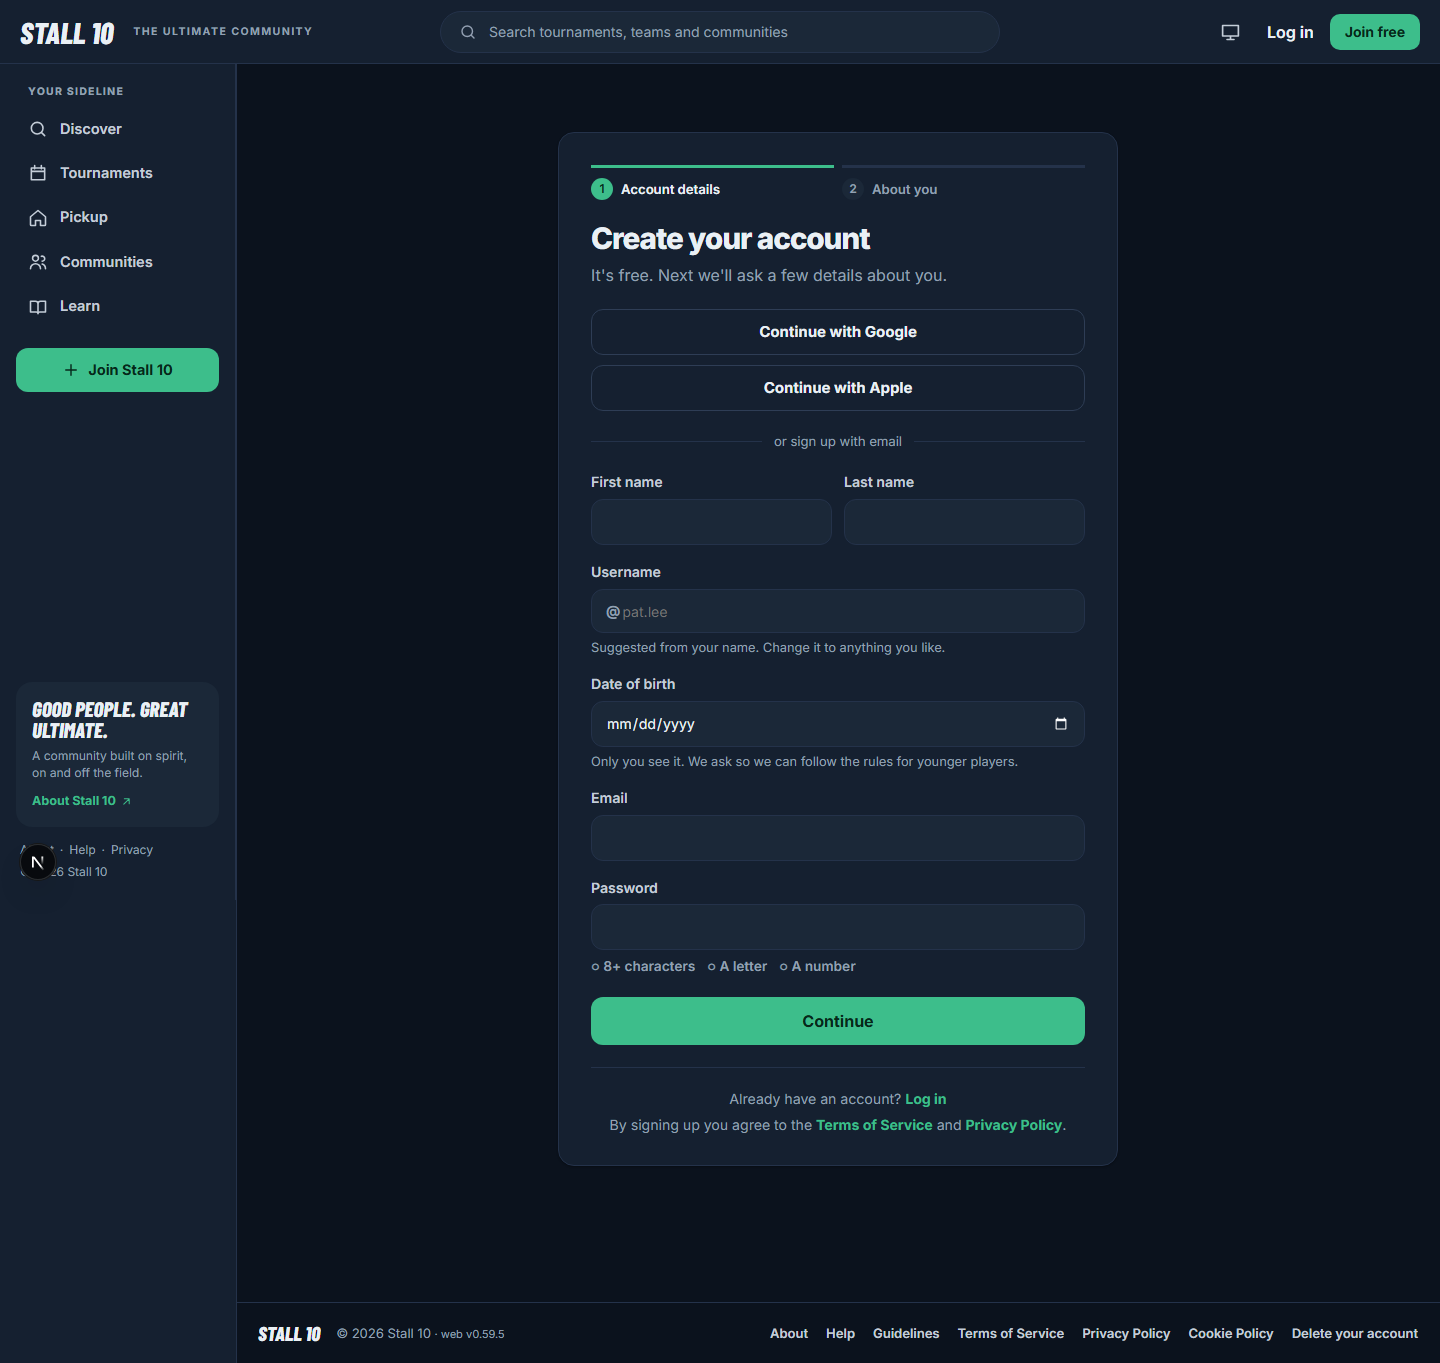 STALL 10
THE ULTIMATE COMMUNITY
Search tournaments, teams and communities
Log in
Join free
YOUR SIDELINE
Discover
Tournaments
Pickup
Communities
Learn
Join Stall 10
GOOD PEOPLE. GREAT
ULTIMATE.
A community built on spirit,
on and off the field.
About Stall 10
· Help · Privacy
Stall 10
N
1 Account details
2 About you
Create your account
It's free. Next we'll ask a few details about you.
Continue with Google
Continue with Apple
or sign up with email
First name
Last name
Username
@pat.lee
Suggested from your name. Change it to anything you like.
Date of birth
mm/dd/yyyy
Only you see it. We ask so we can follow the rules for younger players.
Email
Password
8+ characters
A letter
A number
Continue
Already have an account? Log in
By signing up you agree to the Terms of Service and Privacy Policy.
STALL 10
© 2026 Stall 10 · web v0.59.5
About
Help
Guidelines
Terms of Service
Privacy Policy
Cookie Policy
Delete your account